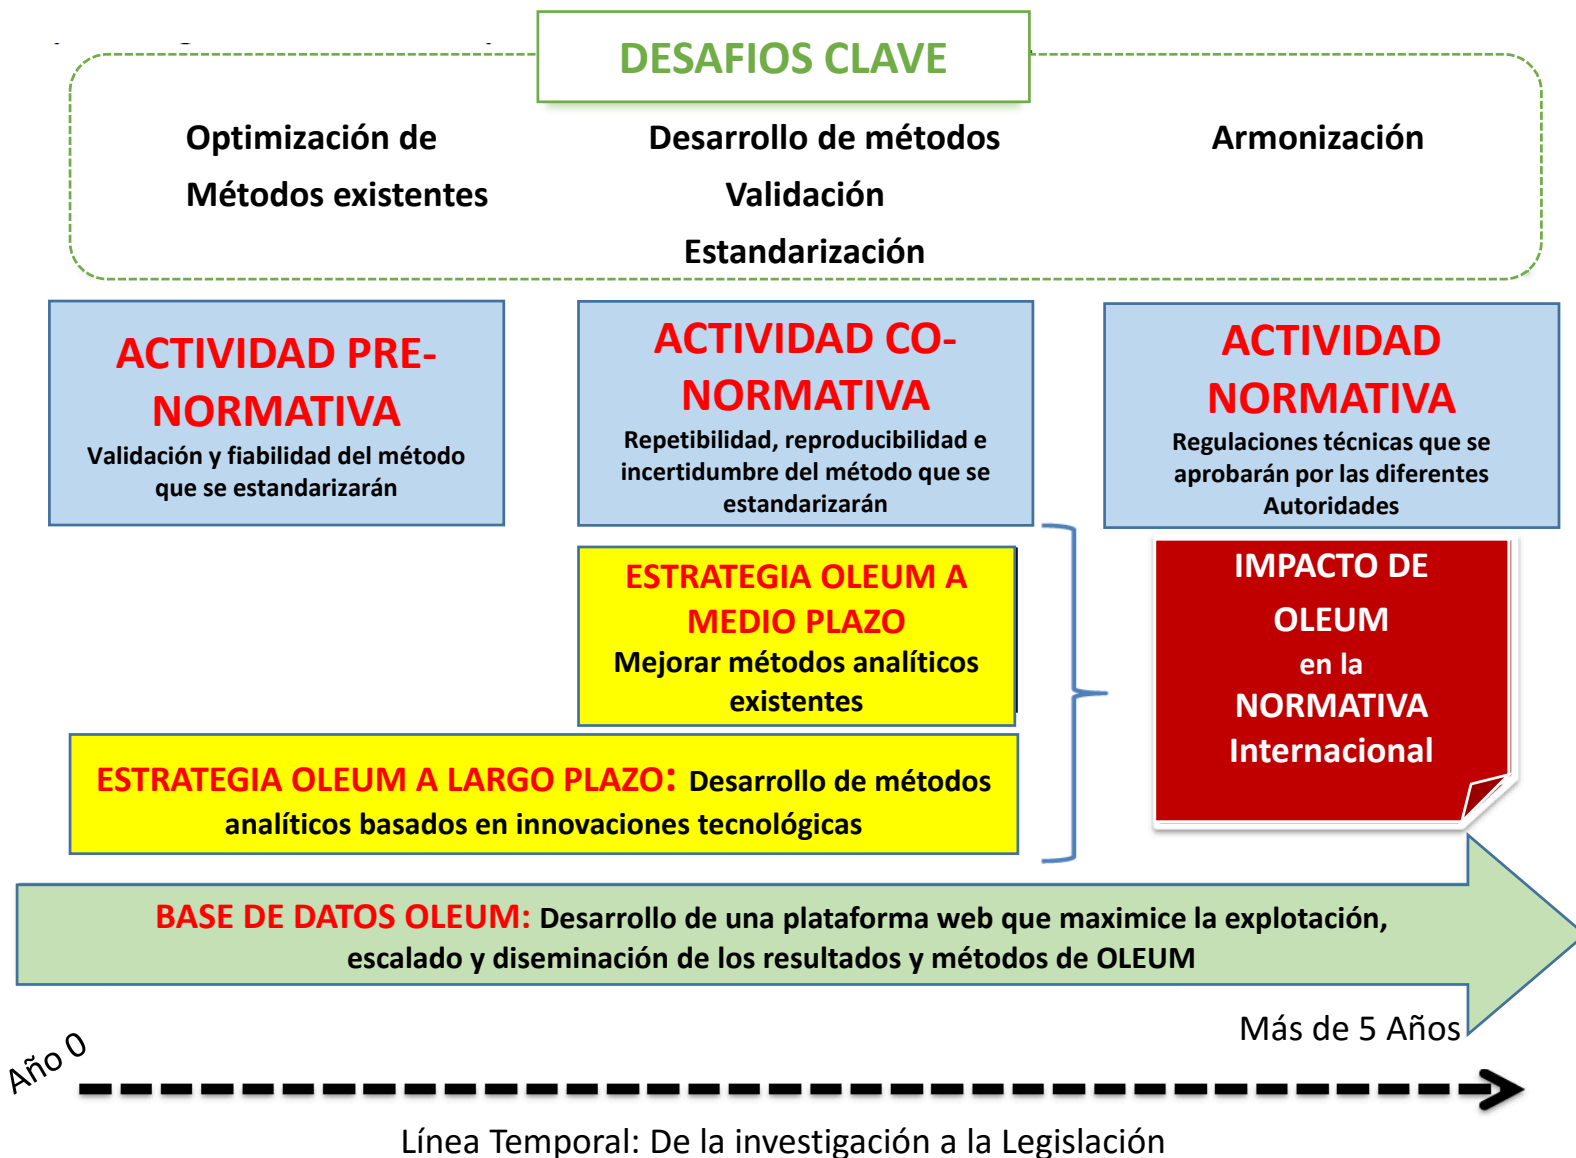 DESAFIOS CLAVE
Optimización de
Métodos existentes
Desarrollo de métodos
Validación
Estandarización
Armonización
ACTIVIDAD PRE-
NORMATIVA
Validación y fiabilidad del método
que se estandarizarán
ACTIVIDAD CO-
NORMATIVA
Repetibilidad, reproducibilidad e
incertidumbre del método que se
estandarizarán
ACTIVIDAD
NORMATIVA
Regulaciones técnicas que se
aprobarán por las diferentes
Autoridades
ESTRATEGIA OLEUM A
MEDIO PLAZO
Mejorar métodos analíticos
existentes
IMPACTO DE
OLEUM
en la
NORMATIVA
Internacional
ESTRATEGIA OLEUM A LARGO PLAZO: Desarrollo de métodos
analíticos basados en innovaciones tecnológicas
BASE DE DATOS OLEUM: Desarrollo de una plataforma web que maximice la explotación,
escalado y diseminación de los resultados y métodos de OLEUM
Más de 5 Años
Año 0
Línea Temporal: De la investigación a la Legislación